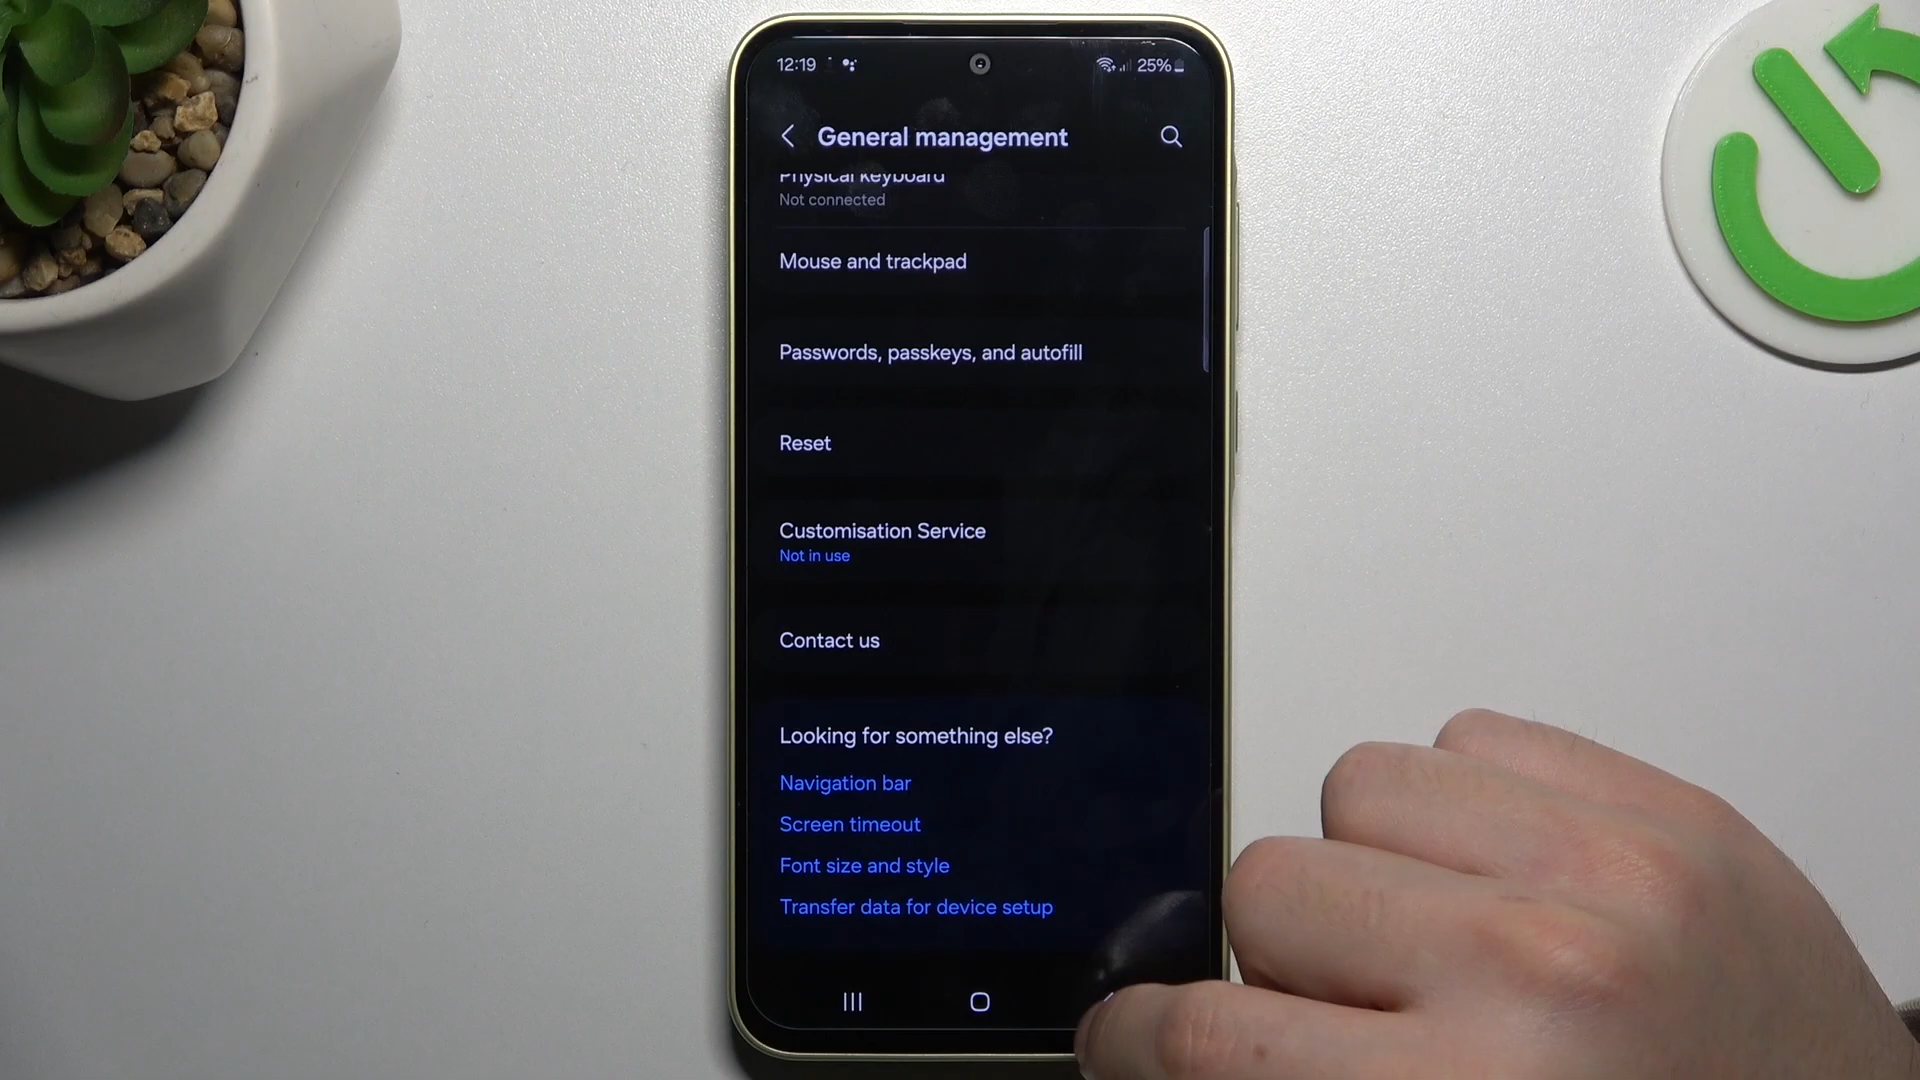 12:19 25%
General management
Physical keyboard
Not connected
Mouse and trackpad
Passwords, passkeys, and autofill
Reset
Customisation Service
Not in use
Contact us
Looking for something else?
Navigation bar
Screen timeout
Font size and style
Transfer data for device setup